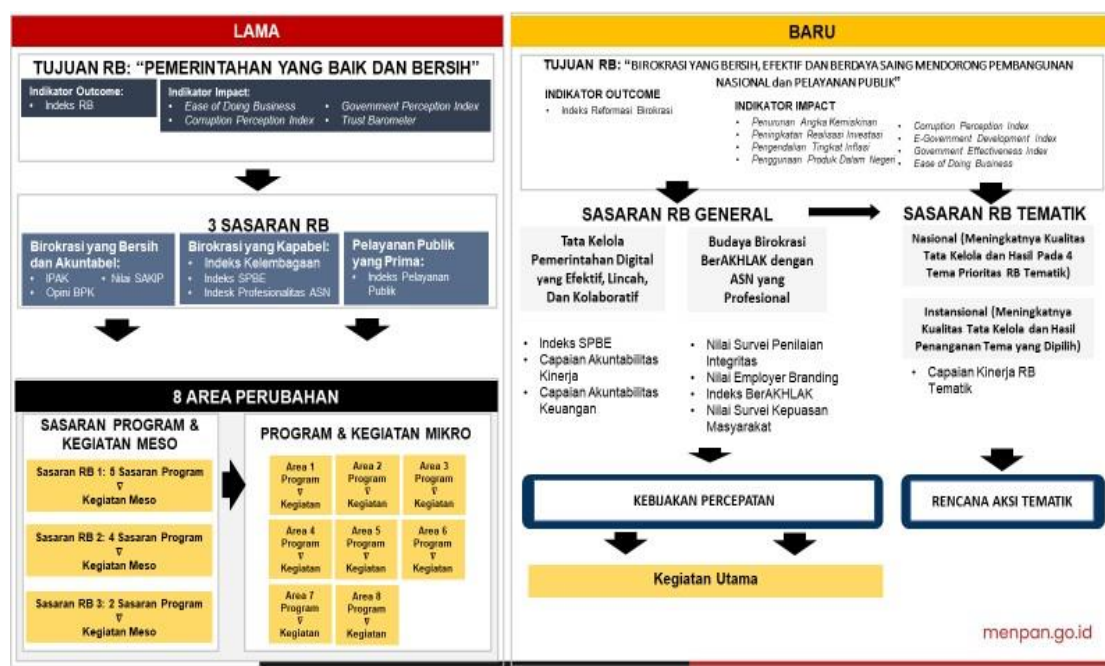 LAMA
TUJUAN RB: “PEMERINTAHAN YANG BAIK DAN BERSIH”
Indikator Outcome:
• Indeks RB
Indikator Impact:
• Ease of Doing Business
• Corruption Perception Index
• Government Perception Index
• Trust Barometer
3 SASARAN RB
Birokrasi yang Bersih
dan Akuntabel:
• IPAK
• Nilai SAKIP
• Opini BPK
Birokrasi yang Kapabel:
• Indeks Kelembagaan
• Indeks SPBE
• Indesk Profesionalitas ASN
Pelayanan Publik
yang Prima:
• Indeks Pelayanan
Publik
8 AREA PERUBAHAN
SASARAN PROGRAM &
KEGIATAN MESO
Sasaran RB 1: 5 Sasaran Program
∇
Kegiatan Meso
Sasaran RB 2: 4 Sasaran Program
∇
Kegiatan Meso
Sasaran RB 3: 2 Sasaran Program
∇
Kegiatan Meso
PROGRAM & KEGIATAN MIKRO
Area 1
Program
∇
Kegiatan
Area 2
Program
∇
Kegiatan
Area 3
Program
∇
Kegiatan
Area 4
Program
∇
Kegiatan
Area 5
Program
∇
Kegiatan
Area 6
Program
∇
Kegiatan
Area 7
Program
∇
Kegiatan
Area 8
Program
∇
Kegiatan
BARU
TUJUAN RB: “BIROKRASI YANG BERSIH, EFEKTIF DAN BERDAYA SAING MENDORONG PEMBANGUNAN
NASIONAL dan PELAYANAN PUBLIK”
INDIKATOR OUTCOME
• Indeks Reformasi Birokrasi
INDIKATOR IMPACT
• Penurunan Angka Kemiskinan
• Peningkatan Realisasi Investasi
• Pengendalian Tingkat Inflasi
• Penggunaan Produk Dalam Negeri
• Corruption Perception Index
• E-Government Development Index
• Government Effectiveness Index
• Ease of Doing Business
SASARAN RB GENERAL
Tata Kelola
Pemerintahan Digital
yang Efektif, Lincah,
Dan Kolaboratif
• Indeks SPBE
• Capaian Akuntabilitas
Kinerja
• Capaian Akuntabilitas
Keuangan
Budaya Birokrasi
BerAKHLAK dengan
ASN yang
Profesional
• Nilai Survei Penilaian
Integritas
• Nilai Employer Branding
• Indeks BerAKHLAK
• Nilai Survei Kepuasan
Masyarakat
SASARAN RB TEMATIK
Nasional (Meningkatnya Kualitas
Tata Kelola dan Hasil Pada 4
Tema Prioritas RB Tematik)
Instansional (Meningkatnya
Kualitas Tata Kelola dan Hasil
Penanganan Tema yang Dipilih)
• Capaian Kinerja RB
Tematik
KEBIJAKAN PERCEPATAN
RENCANA AKSI TEMATIK
Kegiatan Utama
menpan.go.id